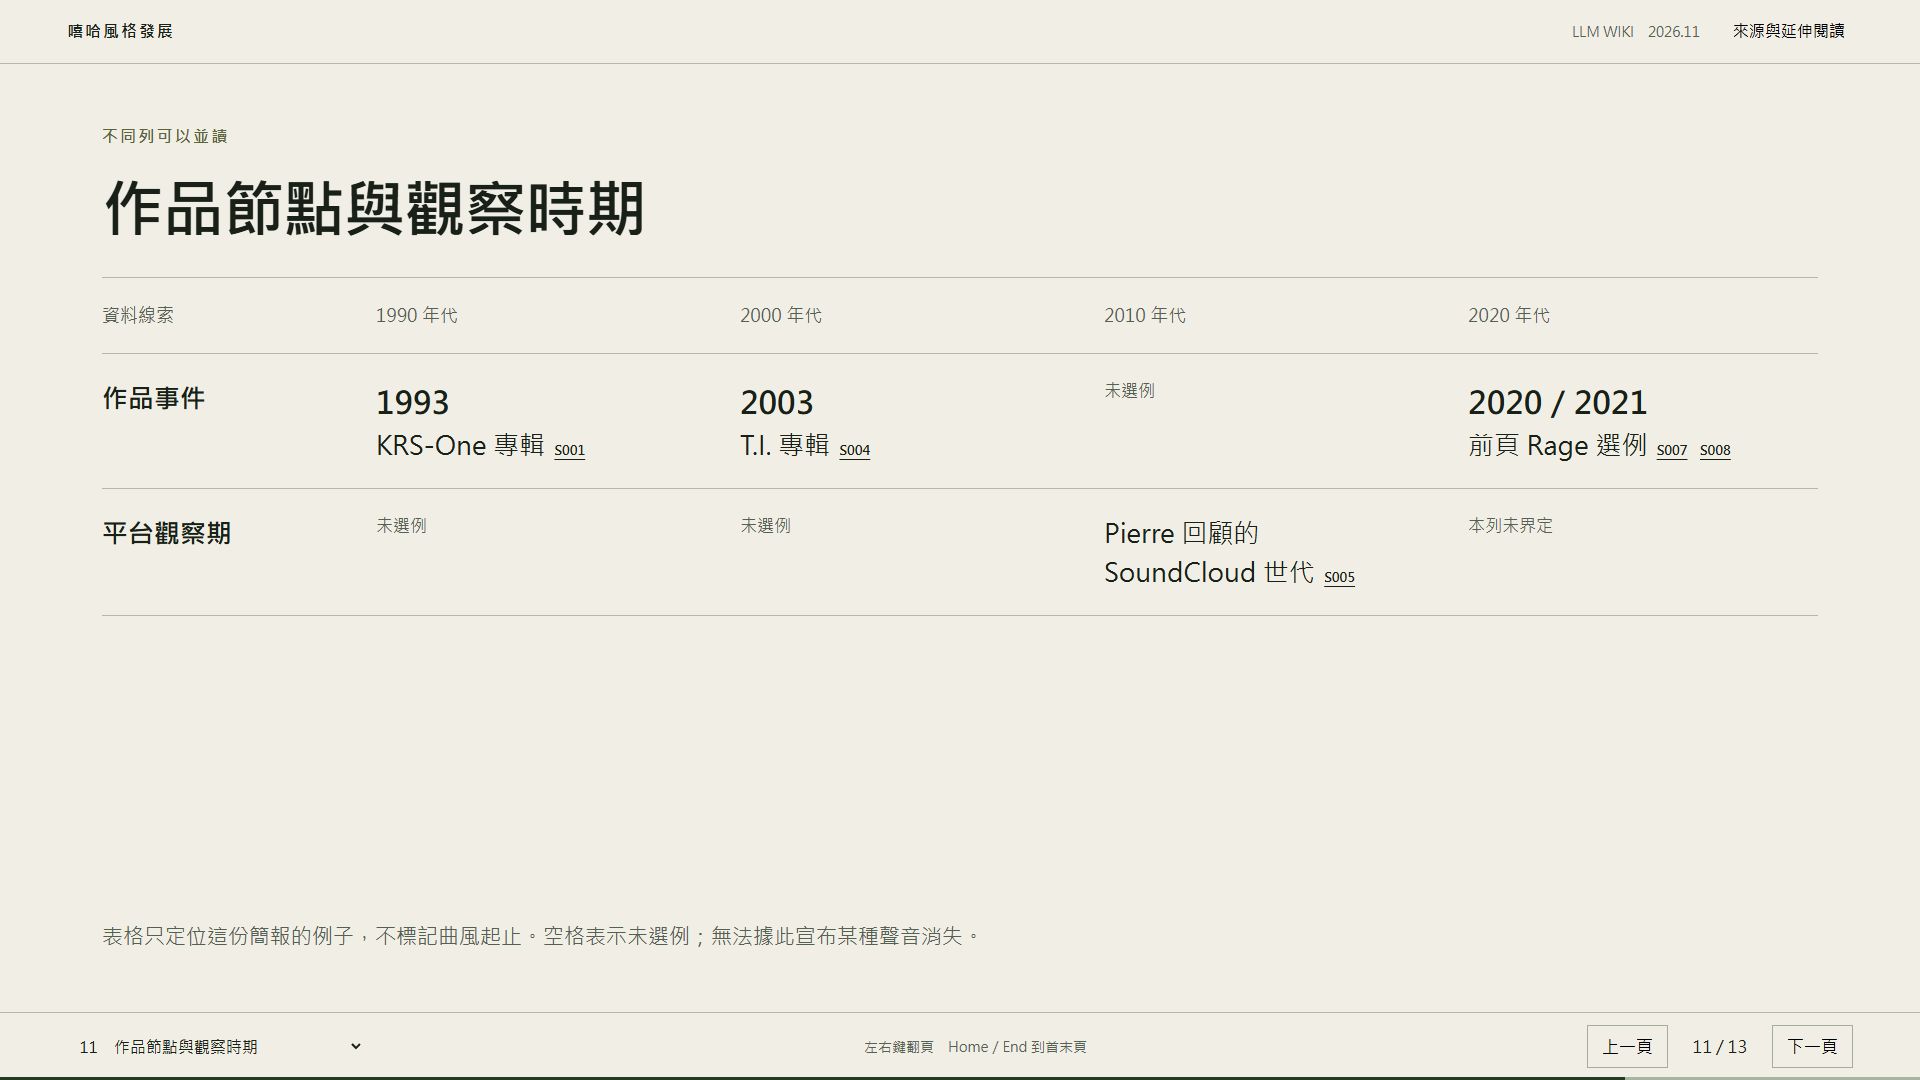 嘻哈風格發展
LLM WIKI 2026.11 來源與延伸閱讀
不同列可以並讀
作品節點與觀察時期
資料線索 1990 年代 2000 年代 2010 年代 2020 年代
作品事件
1993
KRS-One 專輯 S001
2003
T.I. 專輯 S004
未選例
2020 / 2021
前頁 Rage 選例 S007 S008
平台觀察期
未選例
未選例
Pierre 回顧的
SoundCloud 世代 S005
本列未界定
表格只定位這份簡報的例子，不標記曲風起止。空格表示未選例；無法據此宣布某種聲音消失。
11 作品節點與觀察時期
左右鍵翻頁 Home / End 到首末頁
上一頁 11 / 13 下一頁